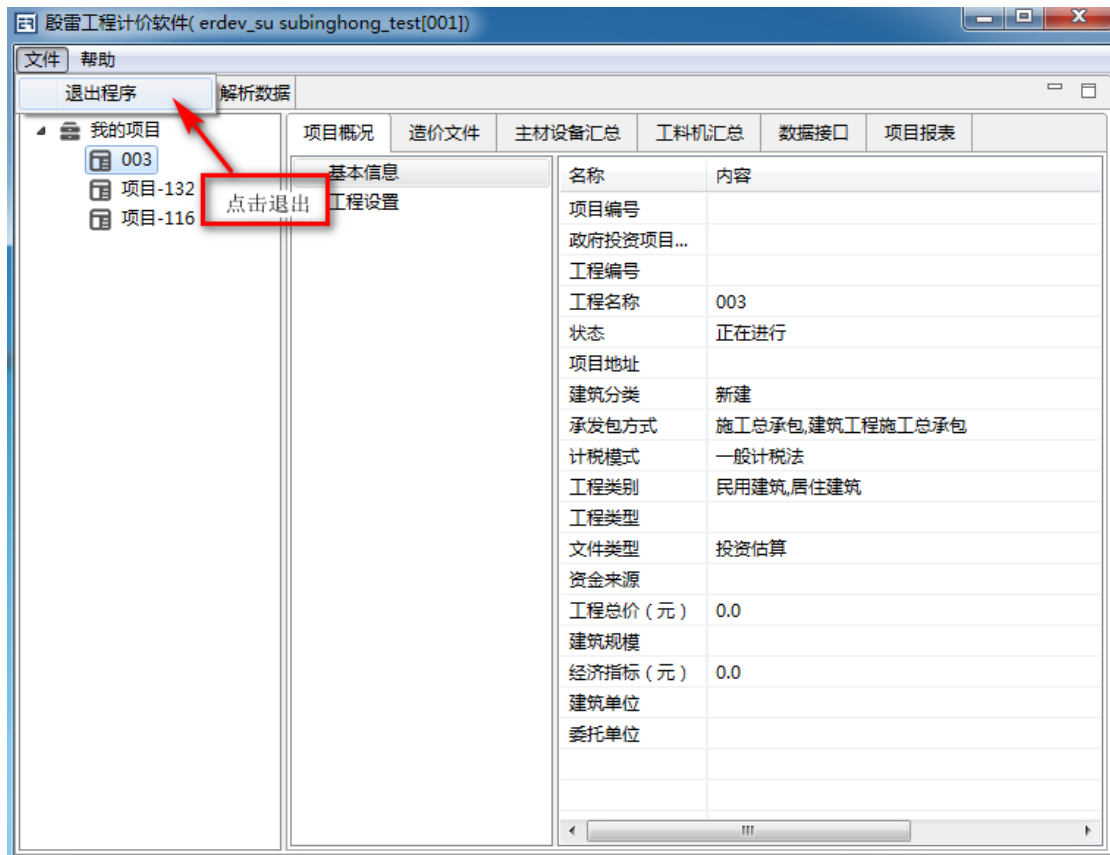 殷雷工程计价软件( erdev_su subinghong_test[001])
文件 帮助
退出程序 解析数据
我的项目
003
项目-132
项目-116
点击退出
项目概况 造价文件 主材设备汇总 工料机汇总 数据接口 项目报表
基本信息
工程设置
名称 内容
项目编号
政府投资项目...
工程编号
工程名称 003
状态 正在进行
项目地址
建筑分类 新建
承发包方式 施工总承包,建筑工程施工总承包
计税模式 一般计税法
工程类别 民用建筑,居住建筑
工程类型
文件类型 投资估算
资金来源
工程总价（元） 0.0
建筑规模
经济指标（元） 0.0
建筑单位
委托单位